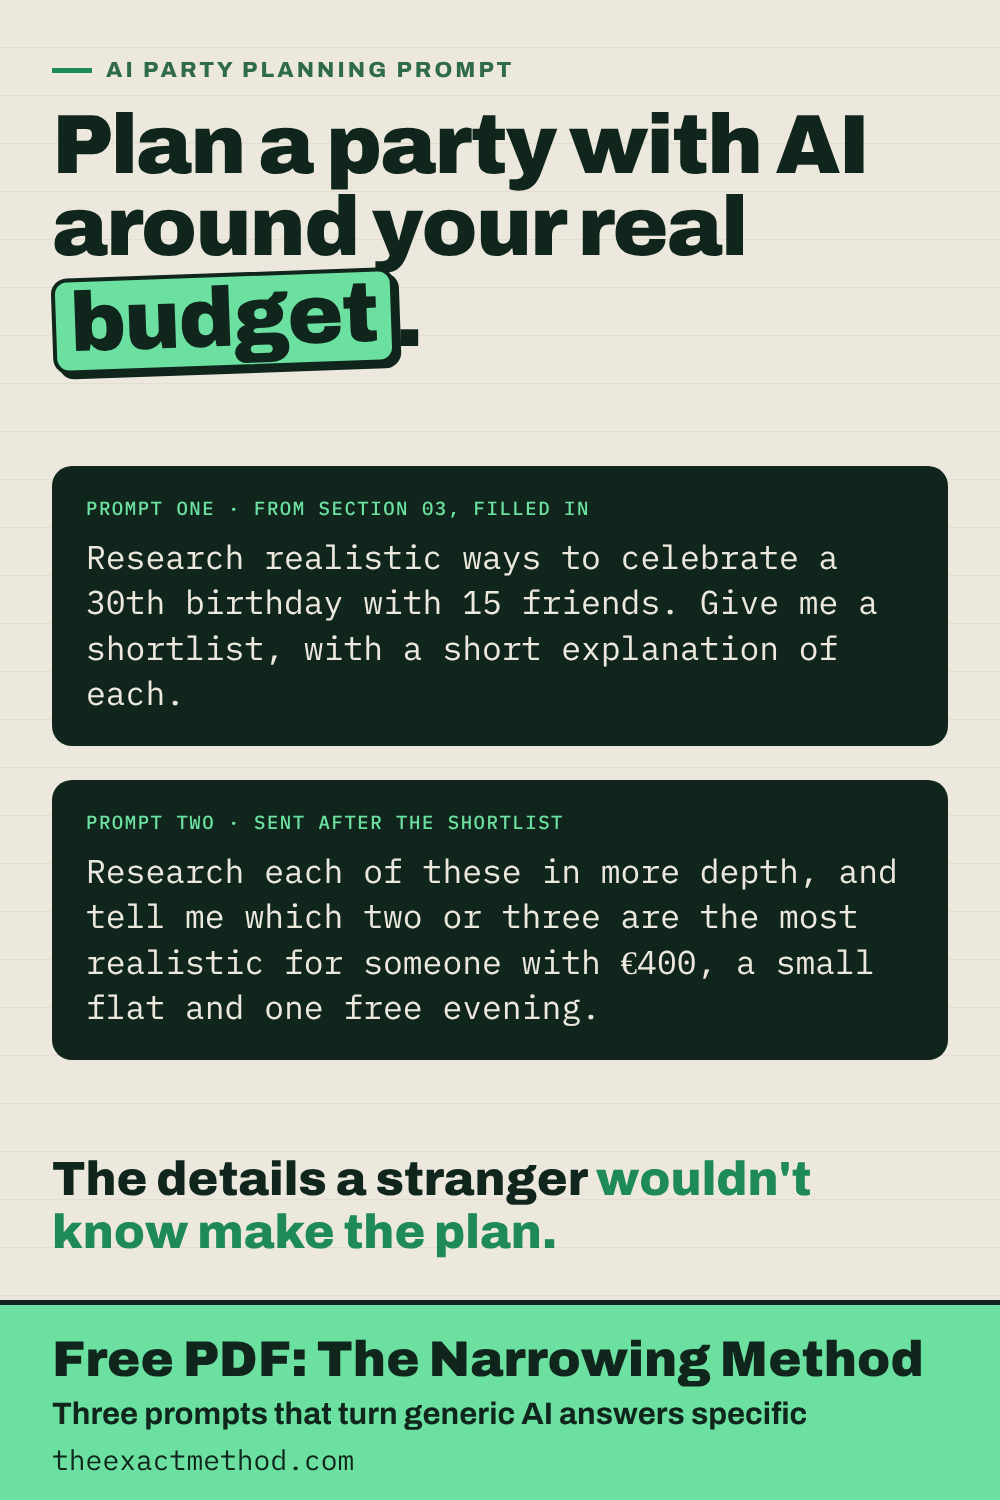 AI PARTY PLANNING PROMPT
Plan a party with AI
around your real
budget.
PROMPT ONE · FROM SECTION 03, FILLED IN
Research realistic ways to celebrate a
30th birthday with 15 friends. Give me a
shortlist, with a short explanation of
each.
PROMPT TWO · SENT AFTER THE SHORTLIST
Research each of these in more depth, and
tell me which two or three are the most
realistic for someone with €400, a small
flat and one free evening.
The details a stranger wouldn't
know make the plan.
Free PDF: The Narrowing Method
Three prompts that turn generic AI answers specific
theexactmethod.com